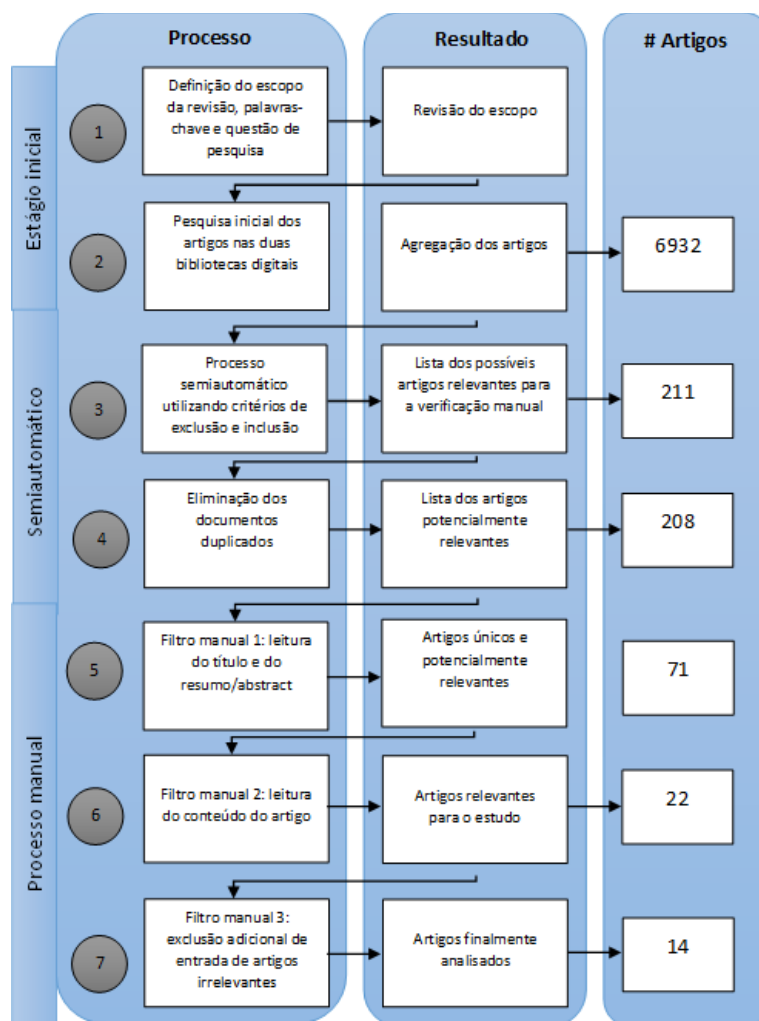 Processo
Resultado
# Artigos
Estágio inicial
1
Definição do escopo
da revisão, palavras-
chave e questão de
pesquisa
Revisão do escopo
2
Pesquisa inicial dos
artigos nas duas
bibliotecas digitais
Agregação dos artigos
6932
Semiautomático
3
Processo
semiautomático
utilizando critérios de
exclusão e inclusão
Lista dos possíveis
artigos relevantes para
a verificação manual
211
4
Eliminação dos
documentos
duplicados
Lista dos artigos
potencialmente
relevantes
208
Processo manual
5
Filtro manual 1: leitura
do título e do
resumo/abstract
Artigos únicos e
potencialmente
relevantes
71
6
Filtro manual 2: leitura
do conteúdo do artigo
Artigos relevantes
para o estudo
22
7
Filtro manual 3:
exclusão adicional de
entrada de artigos
irrelevantes
Artigos finalmente
analisados
14